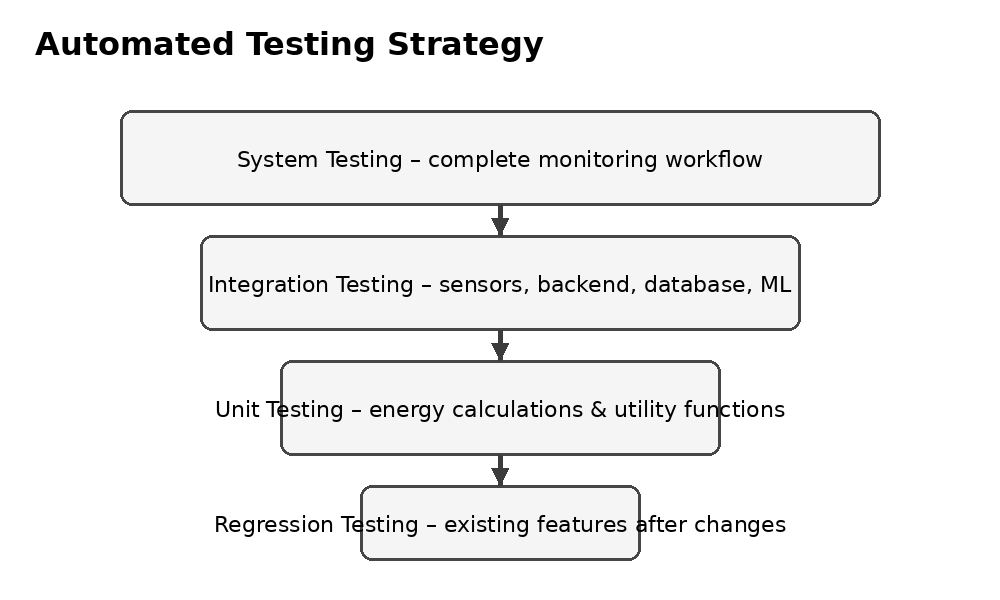 Automated Testing Strategy
System Testing – complete monitoring workflow
Integration Testing – sensors, backend, database, ML
Unit Testing – energy calculations & utility functions
Regression Testing – existing features after changes